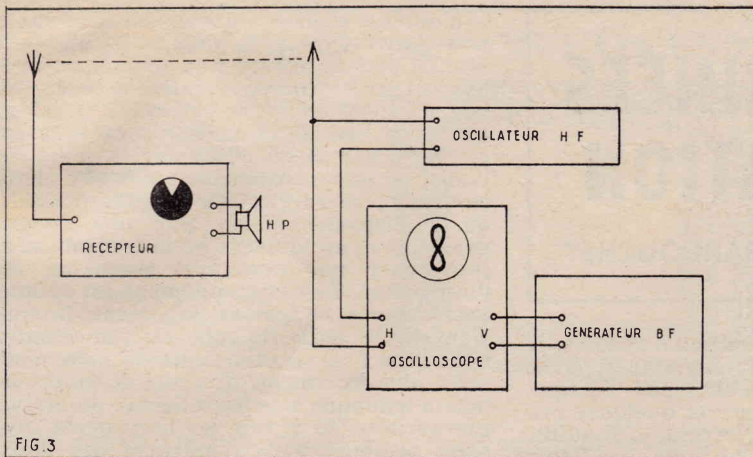 OSCILLATEUR H F
RECEPTEUR
H P
H
V
OSCILLOSCOPE
GENERATEUR B F
FIG.3